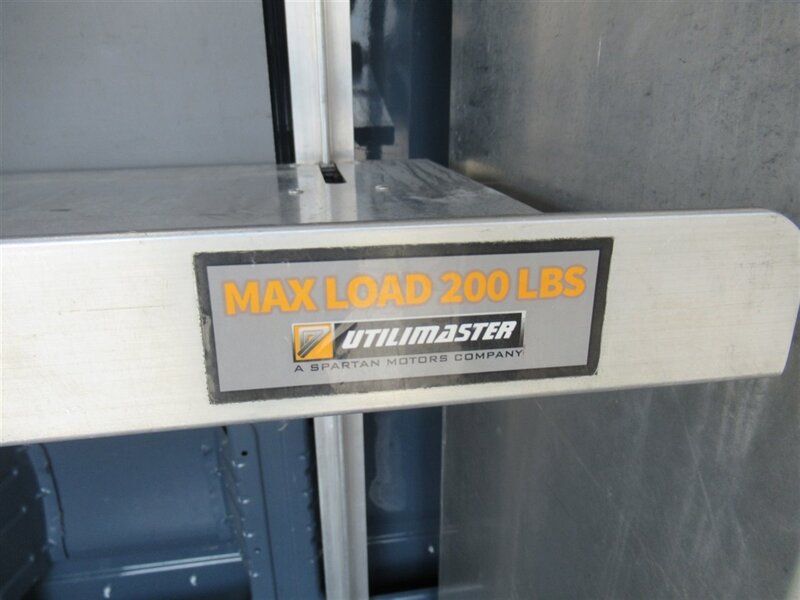 MAX LOAD 200 LBS
UTILIMASTER
A SPARTAN MOTORS COMPANY